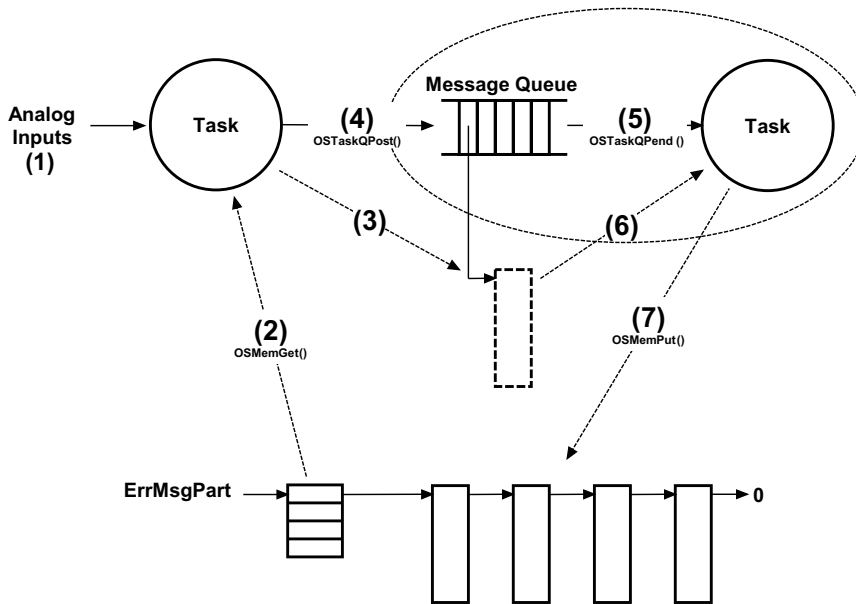 Message Queue
Analog
Inputs
(1)
Task
(4)
OSTaskQPost()
(5)
OSTaskQPend ()
Task
(3)
(6)
(2)
OSMemGet()
(7)
OSMemPut()
ErrMsgPart
0